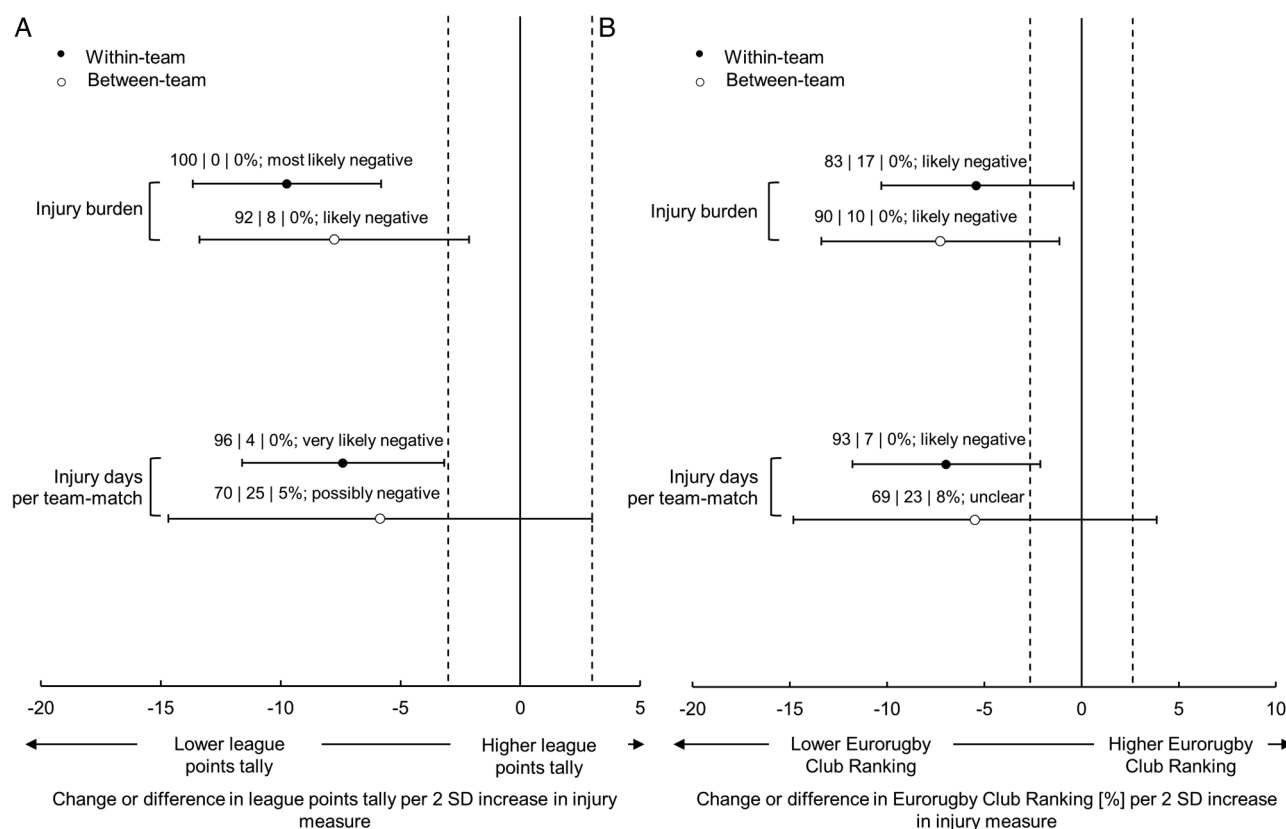 A
Within-team
Between-team
100 | 0 | 0%; most likely negative
Injury burden
92 | 8 | 0%; likely negative
96 | 4 | 0%; very likely negative
Injury days
per team-match
70 | 25 | 5%; possibly negative
-20 -15 -10 -5 0 5
Lower league
points tally
Higher league
points tally
Change or difference in league points tally per 2 SD increase in injury
measure
B
Within-team
Between-team
83 | 17 | 0%; likely negative
Injury burden
90 | 10 | 0%; likely negative
93 | 7 | 0%; likely negative
Injury days
per team-match
69 | 23 | 8%; unclear
-20 -15 -10 -5 0 5 10
Lower Eurorugby
Club Ranking
Higher Eurorugby
Club Ranking
Change or difference in Eurorugby Club Ranking [%] per 2 SD increase
in injury measure